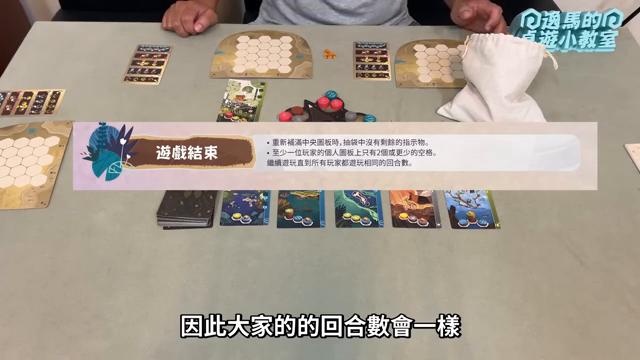 逸馬的
桌遊小教室
遊戲結束
• 重新補滿中央圖板時，抽袋中沒有剩餘的指示物。
• 至少一位玩家的個人圖板上只有2個或更少的空格。
繼續遊玩直到所有玩家都遊玩相同的回合數。
因此大家的的回合數會一樣